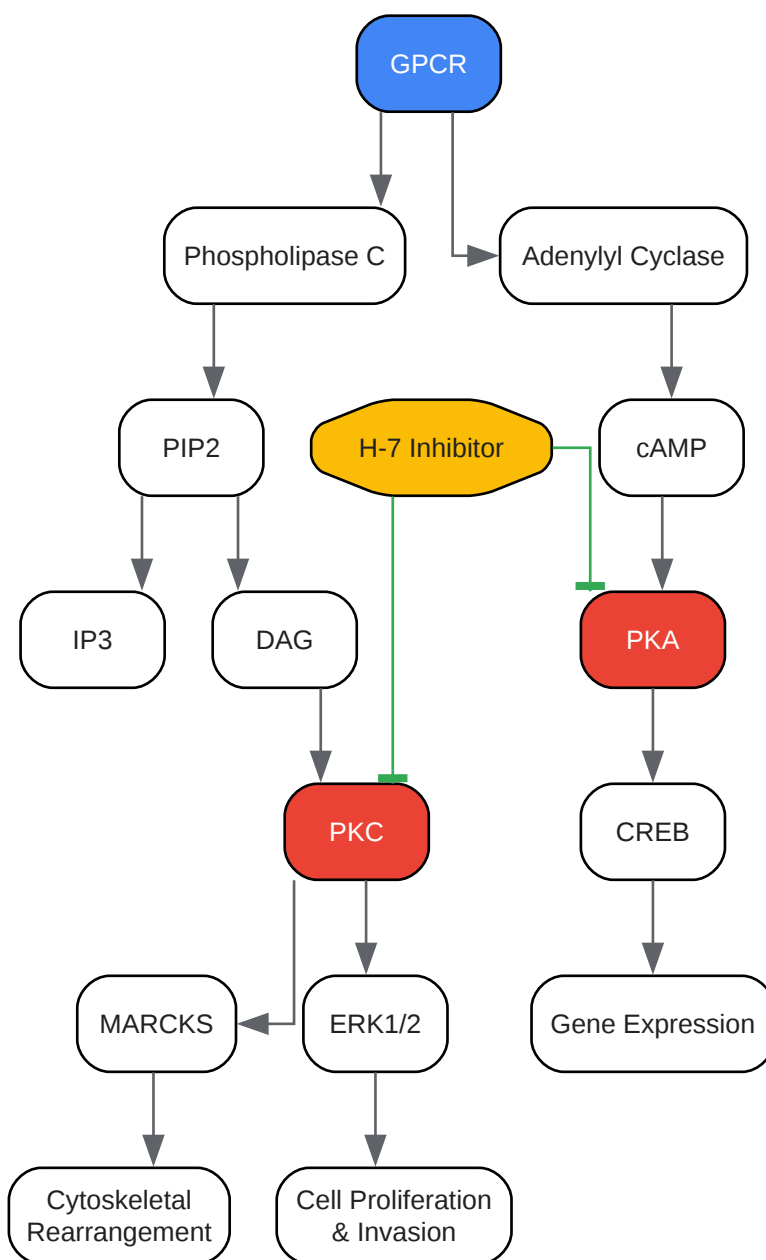 GPCR
Phospholipase C
Adenylyl Cyclase
PIP2
H-7 Inhibitor
cAMP
IP3
DAG
PKA
PKC
CREB
MARCKS
ERK1/2
Gene Expression
Cytoskeletal
Rearrangement
Cell Proliferation
& Invasion